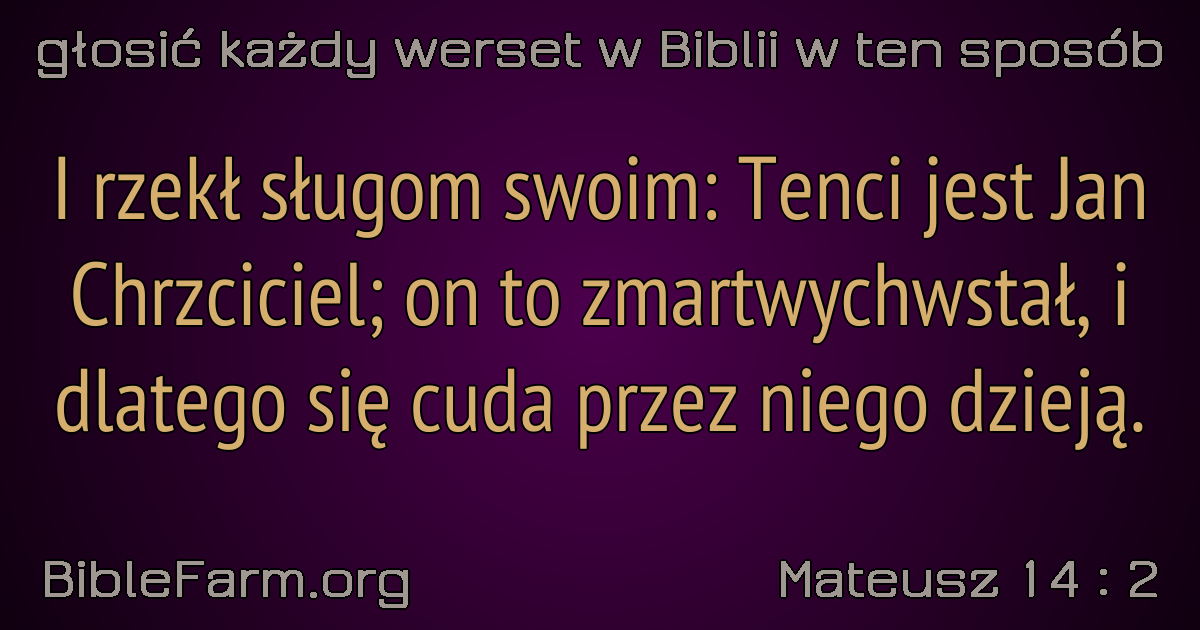 głosić każdy werset w Biblii w ten sposób
I rzekł sługom swoim: Tenci jest Jan
Chrzciciel; on to zmartwychwstał, i
dlatego się cuda przez niego dzieją.
BibleFarm.org
Mateusz 14 : 2